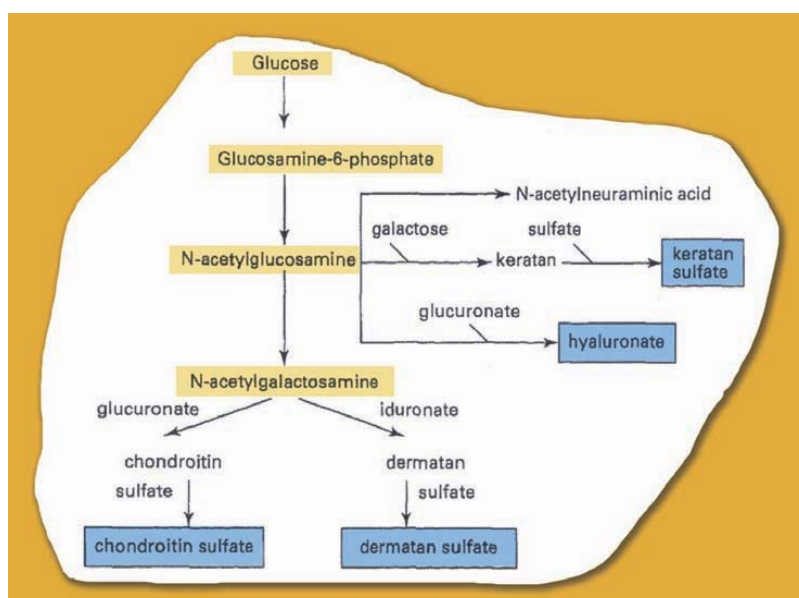 Glucose
Glucosamine-6-phosphate
N-acetylneuraminic acid
galactose
sulfate
N-acetylglucosamine
keratan
keratan
sulfate
glucuronate
hyaluronate
N-acetylgalactosamine
glucuronate
iduronate
chondroitin
dermatan
sulfate
sulfate
chondroitin sulfate
dermatan sulfate